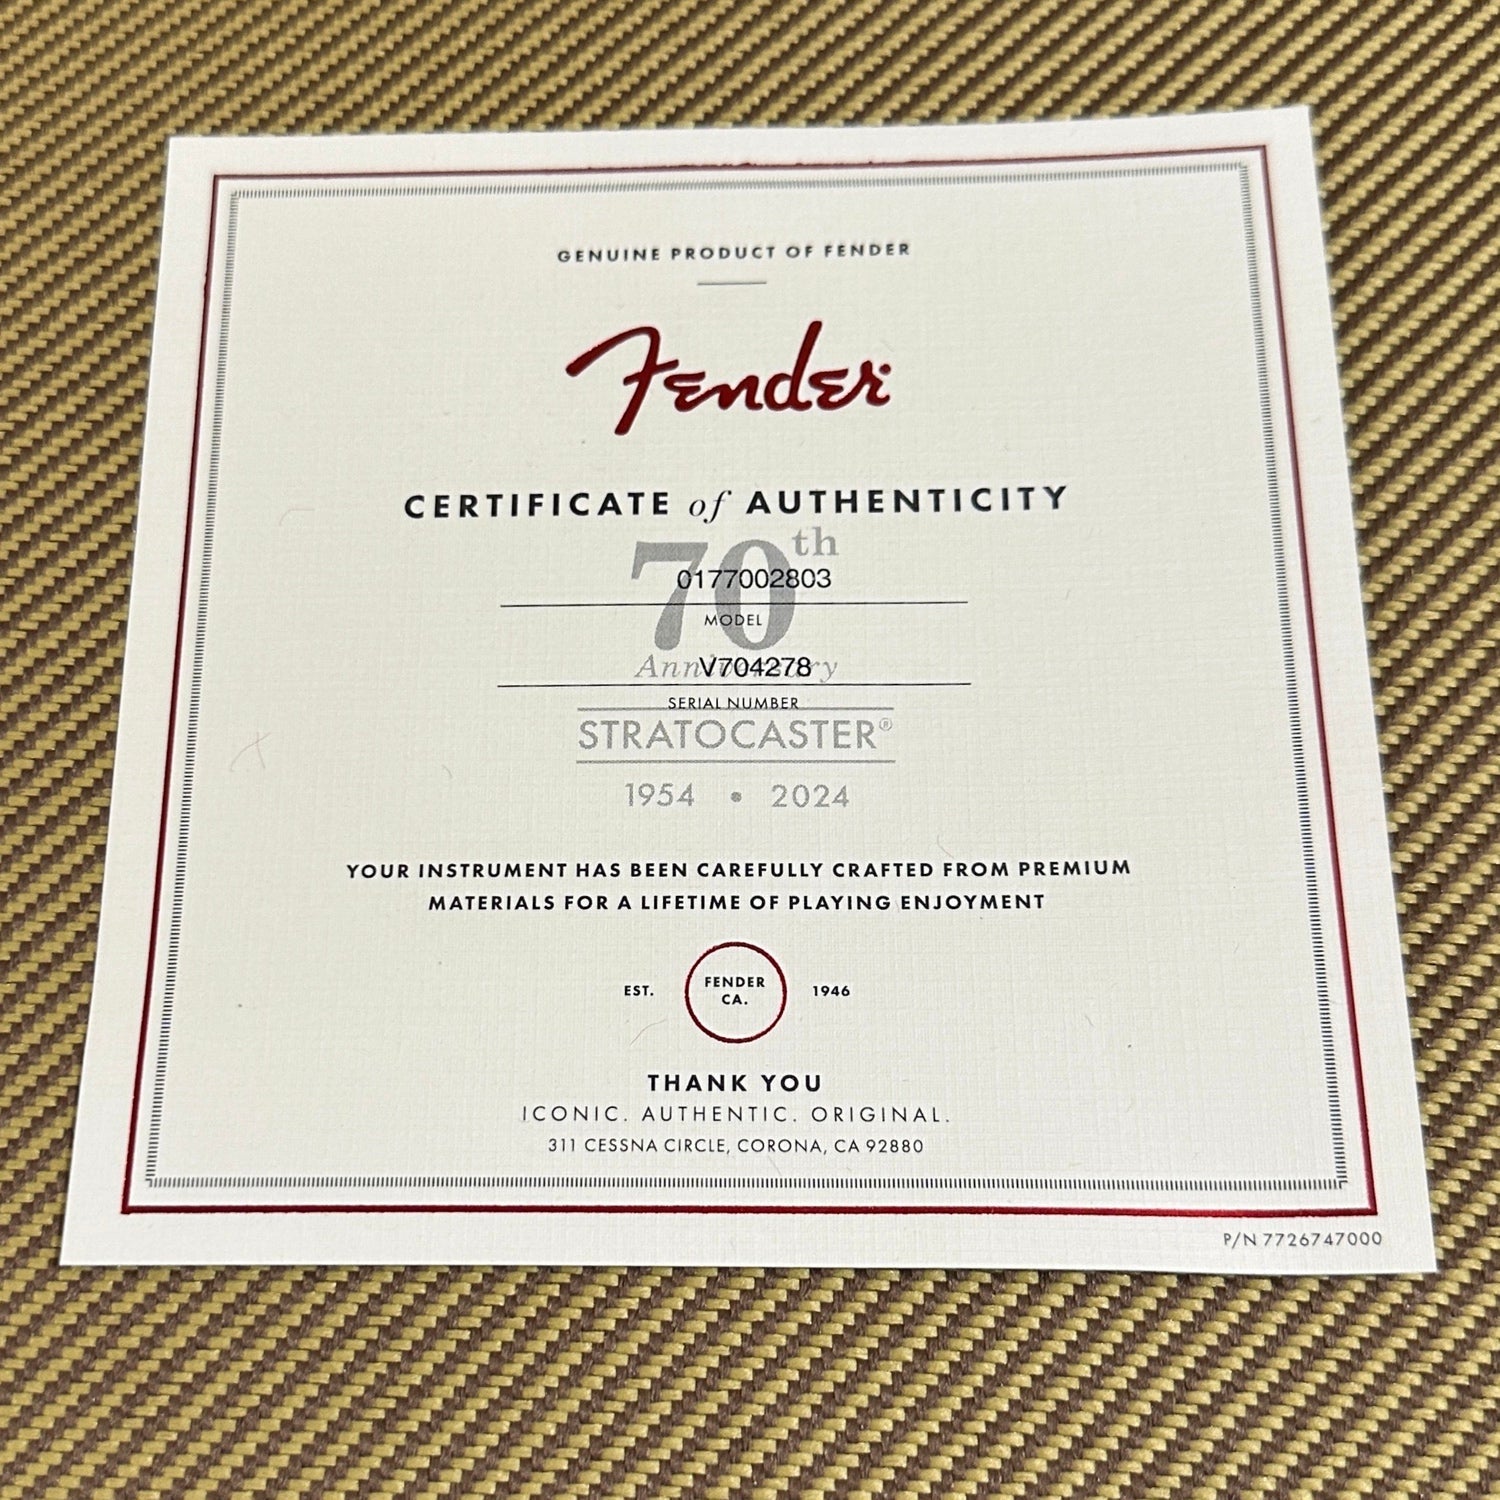 GENUINE PRODUCT OF FENDER
Fender
CERTIFICATE of AUTHENTICITY
70th
0177002803
MODEL
Anniversary
V704278
SERIAL NUMBER
STRATOCASTER®
1954 • 2024
YOUR INSTRUMENT HAS BEEN CAREFULLY CRAFTED FROM PREMIUM
MATERIALS FOR A LIFETIME OF PLAYING ENJOYMENT
EST. FENDER CA. 1946
THANK YOU
ICONIC. AUTHENTIC. ORIGINAL.
311 CESSNA CIRCLE, CORONA, CA 92880
P/N 7726747000